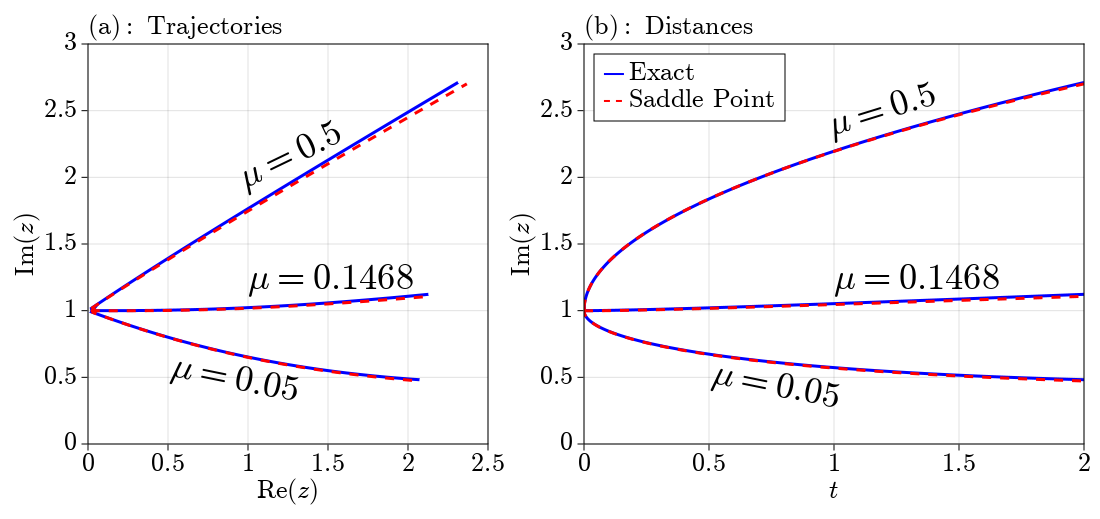 (a): Trajectories
3
2.5
2
1.5
1
0.5
0
Im(z)
μ = 0.5
μ = 0.1468
μ = 0.05
0 0.5 1 1.5 2 2.5
Re(z)
(b): Distances
3
2.5
2
1.5
1
0.5
0
Im(z)
Exact
Saddle Point
μ = 0.5
μ = 0.1468
μ = 0.05
0 0.5 1 1.5 2
t